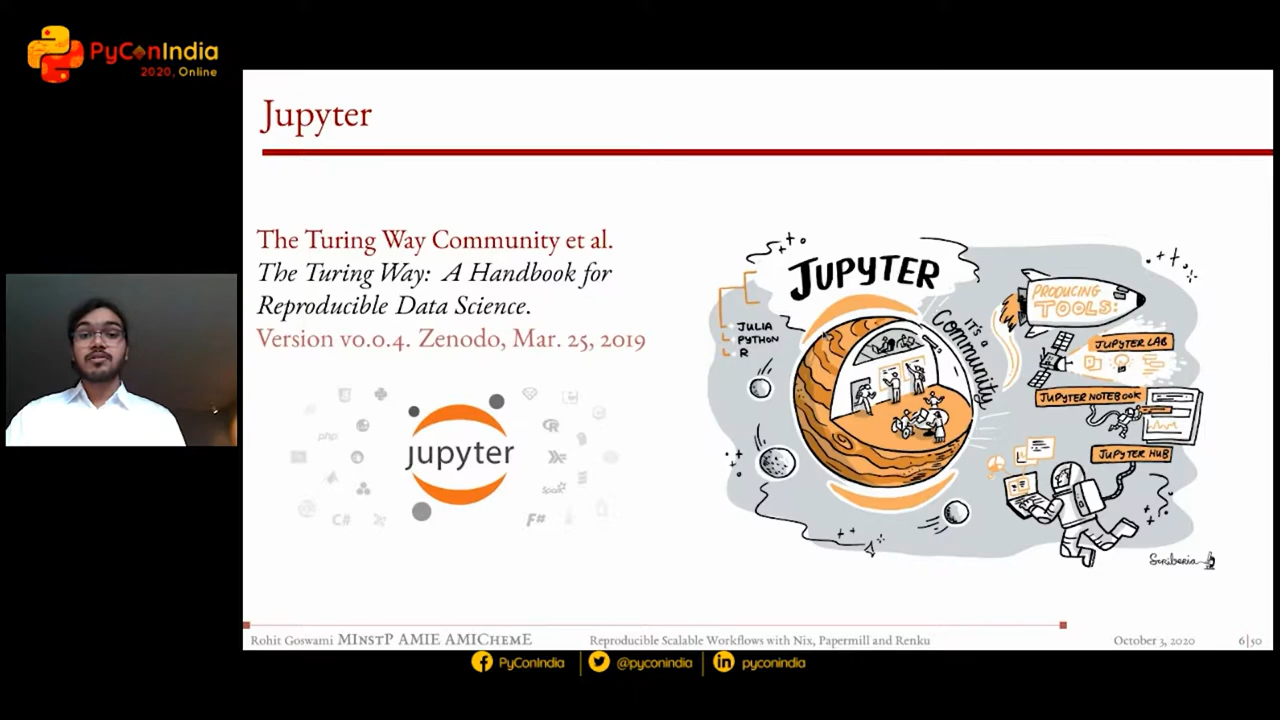 PyConIndia
2020, Online
Jupyter
The Turing Way Community et al.
The Turing Way: A Handbook for
Reproducible Data Science.
Version v0.0.4. Zenodo, Mar. 25, 2019
php
jupyter
R
Spark
C#
F#
JUPYTER
JULIA
PYTHON
R
IT'S a
Community
PRODUCING
TOOLS:
JUPYTER LAB
JUPYTER NOTEBOOK
JUPYTER HUB
Scriberia
Rohit Goswami MInstP AMIE AMIChemE
Reproducible Scalable Workflows with Nix, Papermill and Renku
October 3, 2020
6|50
PyConIndia
@pyconindia
pyconindia